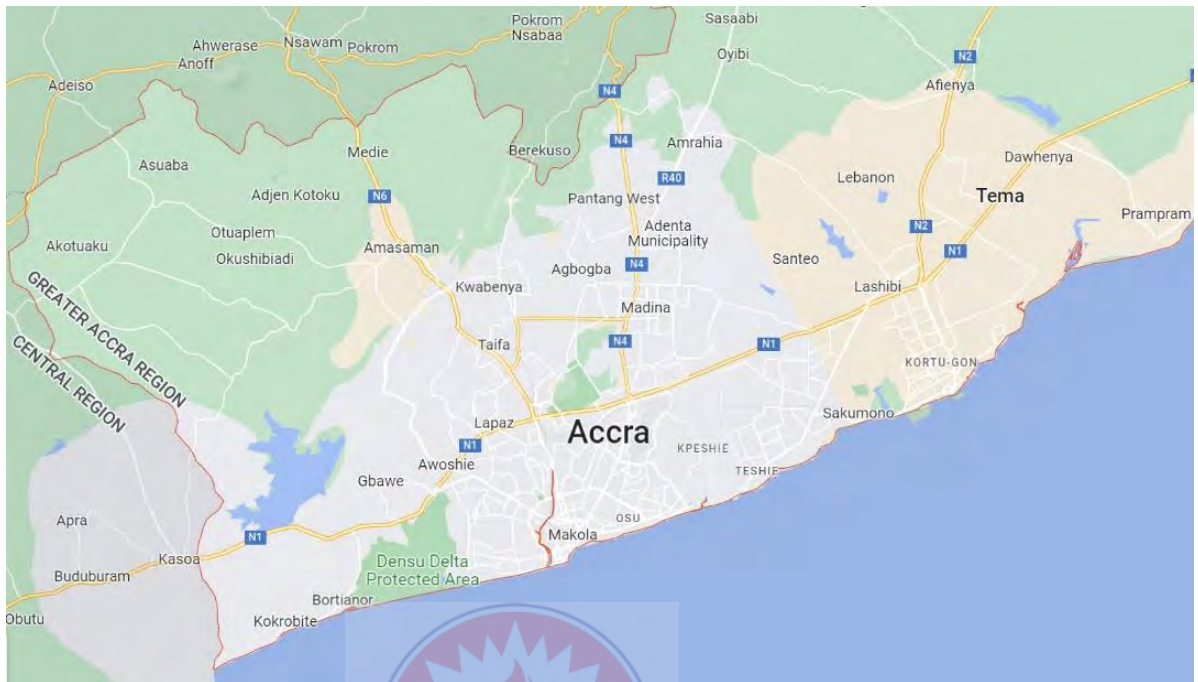 Pokrom
Sasaabi
Ahwerase
Nsawam
Pokrom
Nsabaa
Anoff
Oyibi
N2
Adeiso
Afienya
N4
Medie
N4
Amrahia
Berekuso
Dawhenya
Asuaba
R40
Lebanon
Adjen Kotoku
N6
Pantang West
Tema
Prampram
Otuaplem
Adenta
Municipality
N2
Akotuaku
Amasaman
Okushibiadi
N1
Agbogba
N4
Santeo
Kwabenya
Lashibi
GREATER ACCRA REGION
CENTRAL REGION
Madina
Taifa
N4
N1
KORTU-GON
Lapaz
Accra
Sakumono
N1
KPESHIE
Awoshie
TESHIE
Gbawe
Apra
OSU
N1
Makola
Kasoa
Densu Delta
Protected Area
Buduburam
Bortianor
Obutu
Kokrobite